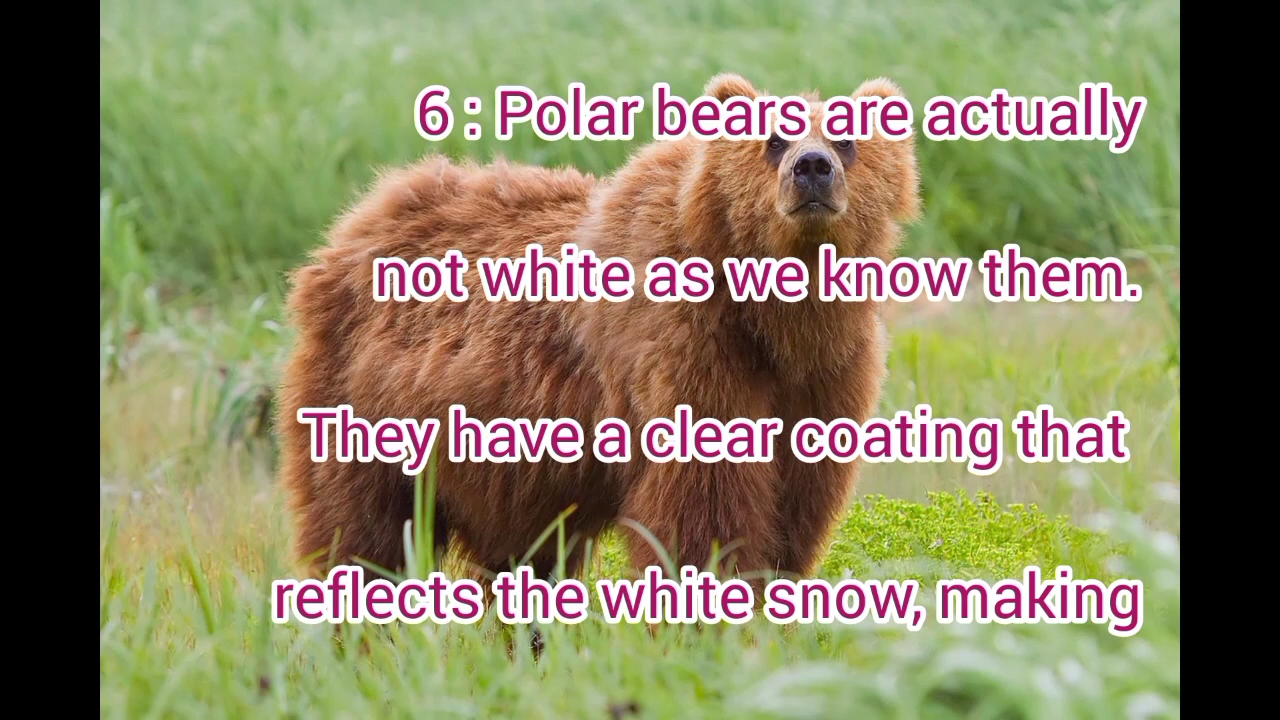 6 : Polar bears are actually
not white as we know them.
They have a clear coating that
reflects the white snow, making